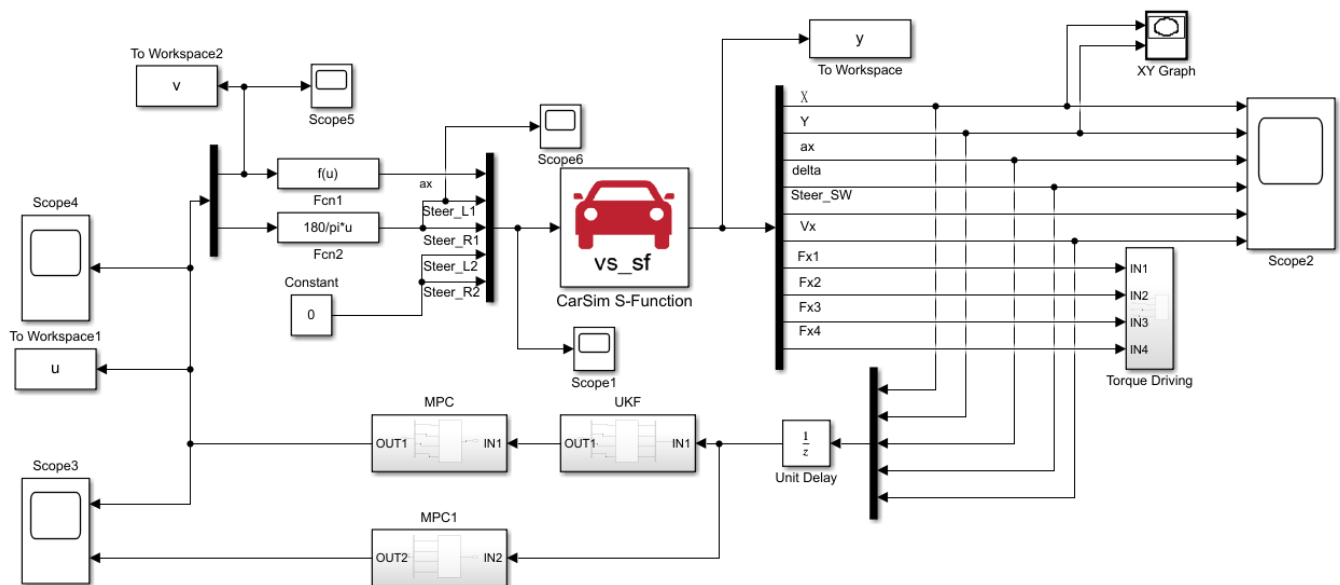 To Workspace2
v
Scope5
y
To Workspace
XY Graph
X
Y
ax
delta
Steer_SW
Vx
Fx1
Fx2
Fx3
Fx4
Scope2
IN1
IN2
IN3
IN4
Torque Driving
Scope6
f(u)
Fcn1
180/pi*u
Fcn2
ax
Steer_L1
Steer_R1
Steer_L2
Steer_R2
Constant
0
vs_sf
CarSim S-Function
Scope1
Scope4
To Workspace1
u
MPC
OUT1
IN1
UKF
OUT1
IN1
1
z
Unit Delay
Scope3
MPC1
OUT2
IN2